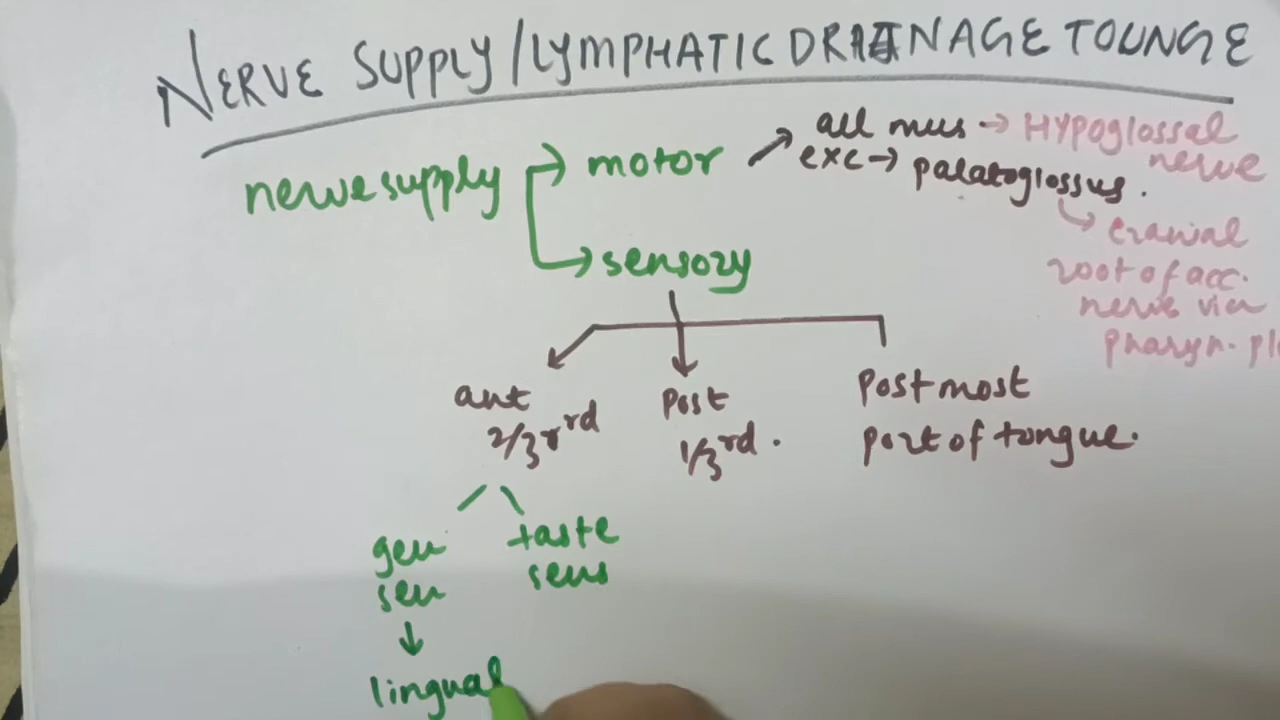 NERVE SUPPLY/LYMPHATIC DRAINAGE TOUNGE
nerve supply → motor ↗ all mus → Hypoglossal nerve
exc → palatoglossus.
↳ cranial
root of acc.
nerve via
pharyn. pl
→ sensory
ant
2/3rd
Post
1/3rd.
Post most
part of tongue.
gen
sen
taste
sens
↓
lingual